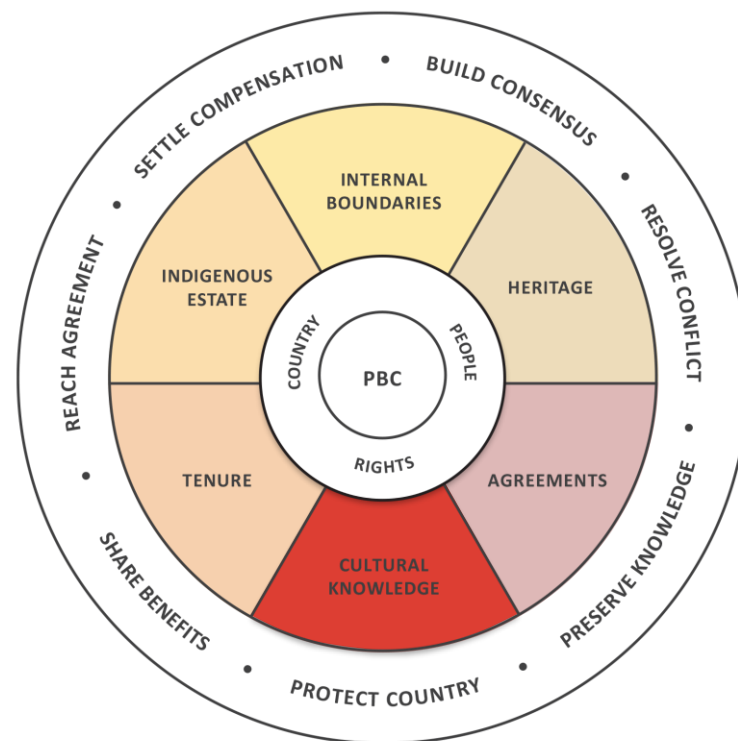 SETTLE COMPENSATION
BUILD CONSENSUS
RESOLVE CONFLICT
PRESERVE KNOWLEDGE
PROTECT COUNTRY
SHARE BENEFITS
REACH AGREEMENT
INTERNAL
BOUNDARIES
HERITAGE
AGREEMENTS
CULTURAL
KNOWLEDGE
TENURE
INDIGENOUS
ESTATE
COUNTRY
PEOPLE
RIGHTS
PBC